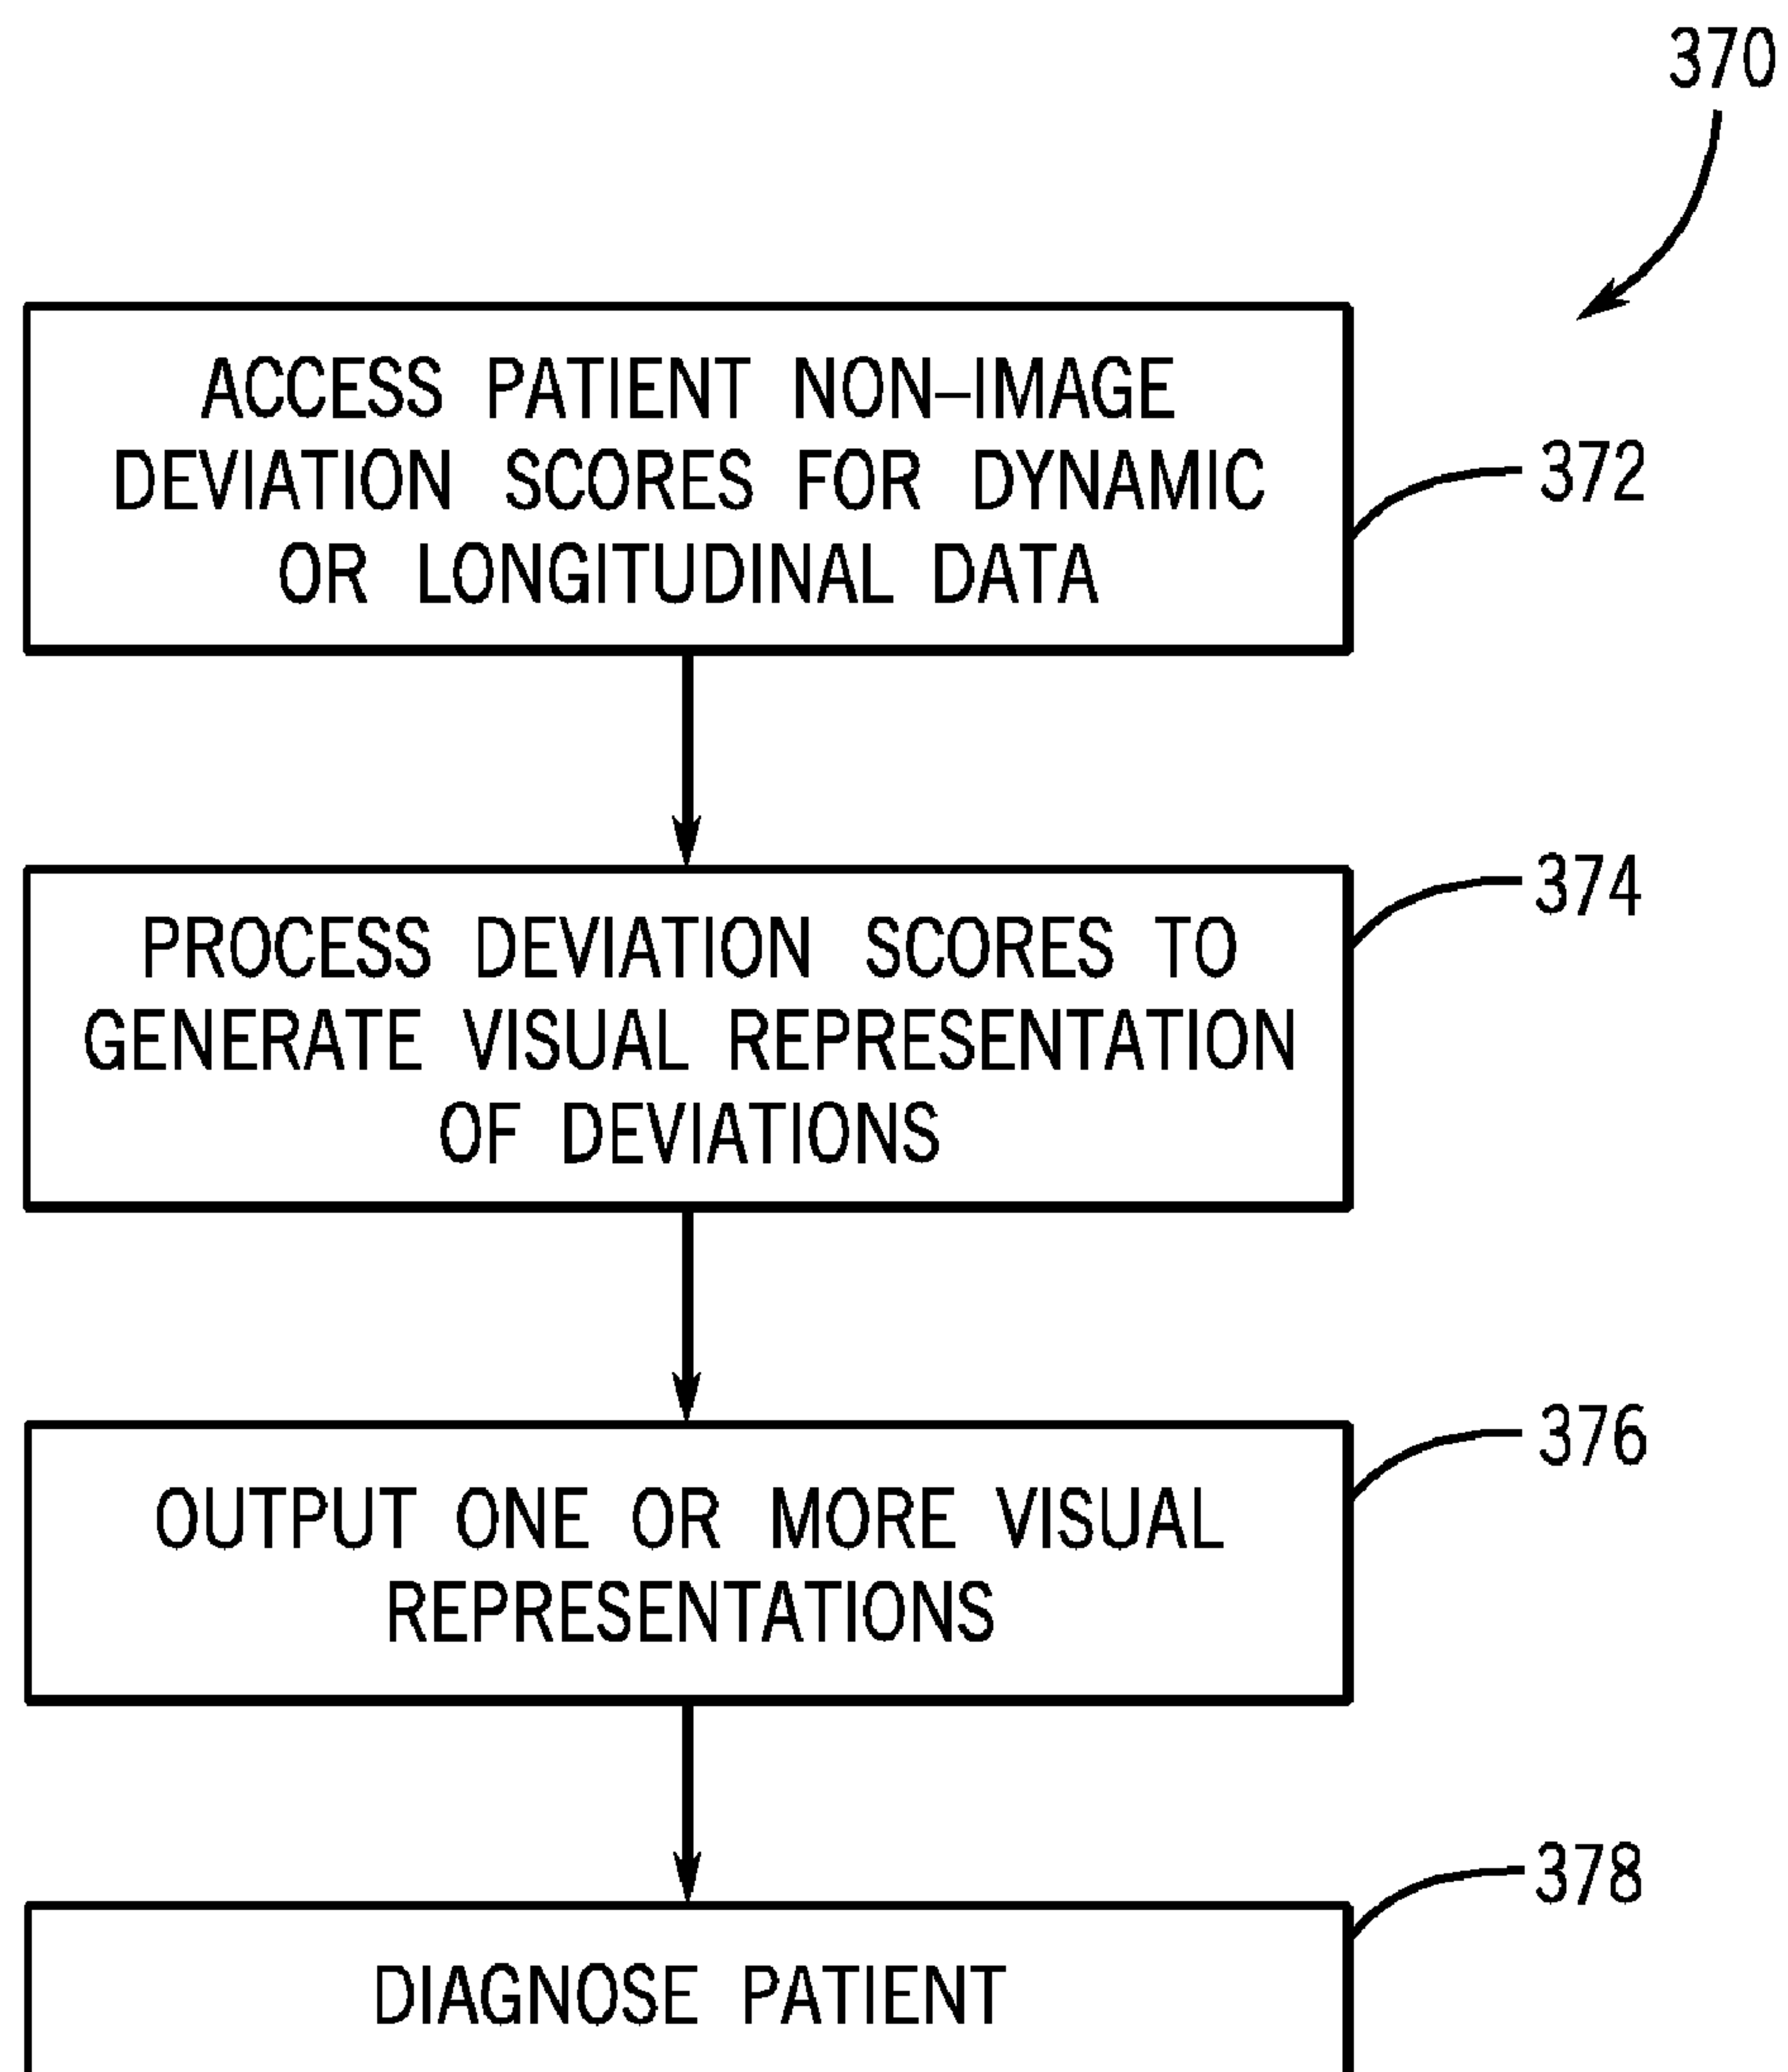 370
ACCESS PATIENT NON–IMAGE
DEVIATION SCORES FOR DYNAMIC
OR LONGITUDINAL DATA
372
PROCESS DEVIATION SCORES TO
GENERATE VISUAL REPRESENTATION
OF DEVIATIONS
374
OUTPUT ONE OR MORE VISUAL
REPRESENTATIONS
376
DIAGNOSE PATIENT
378